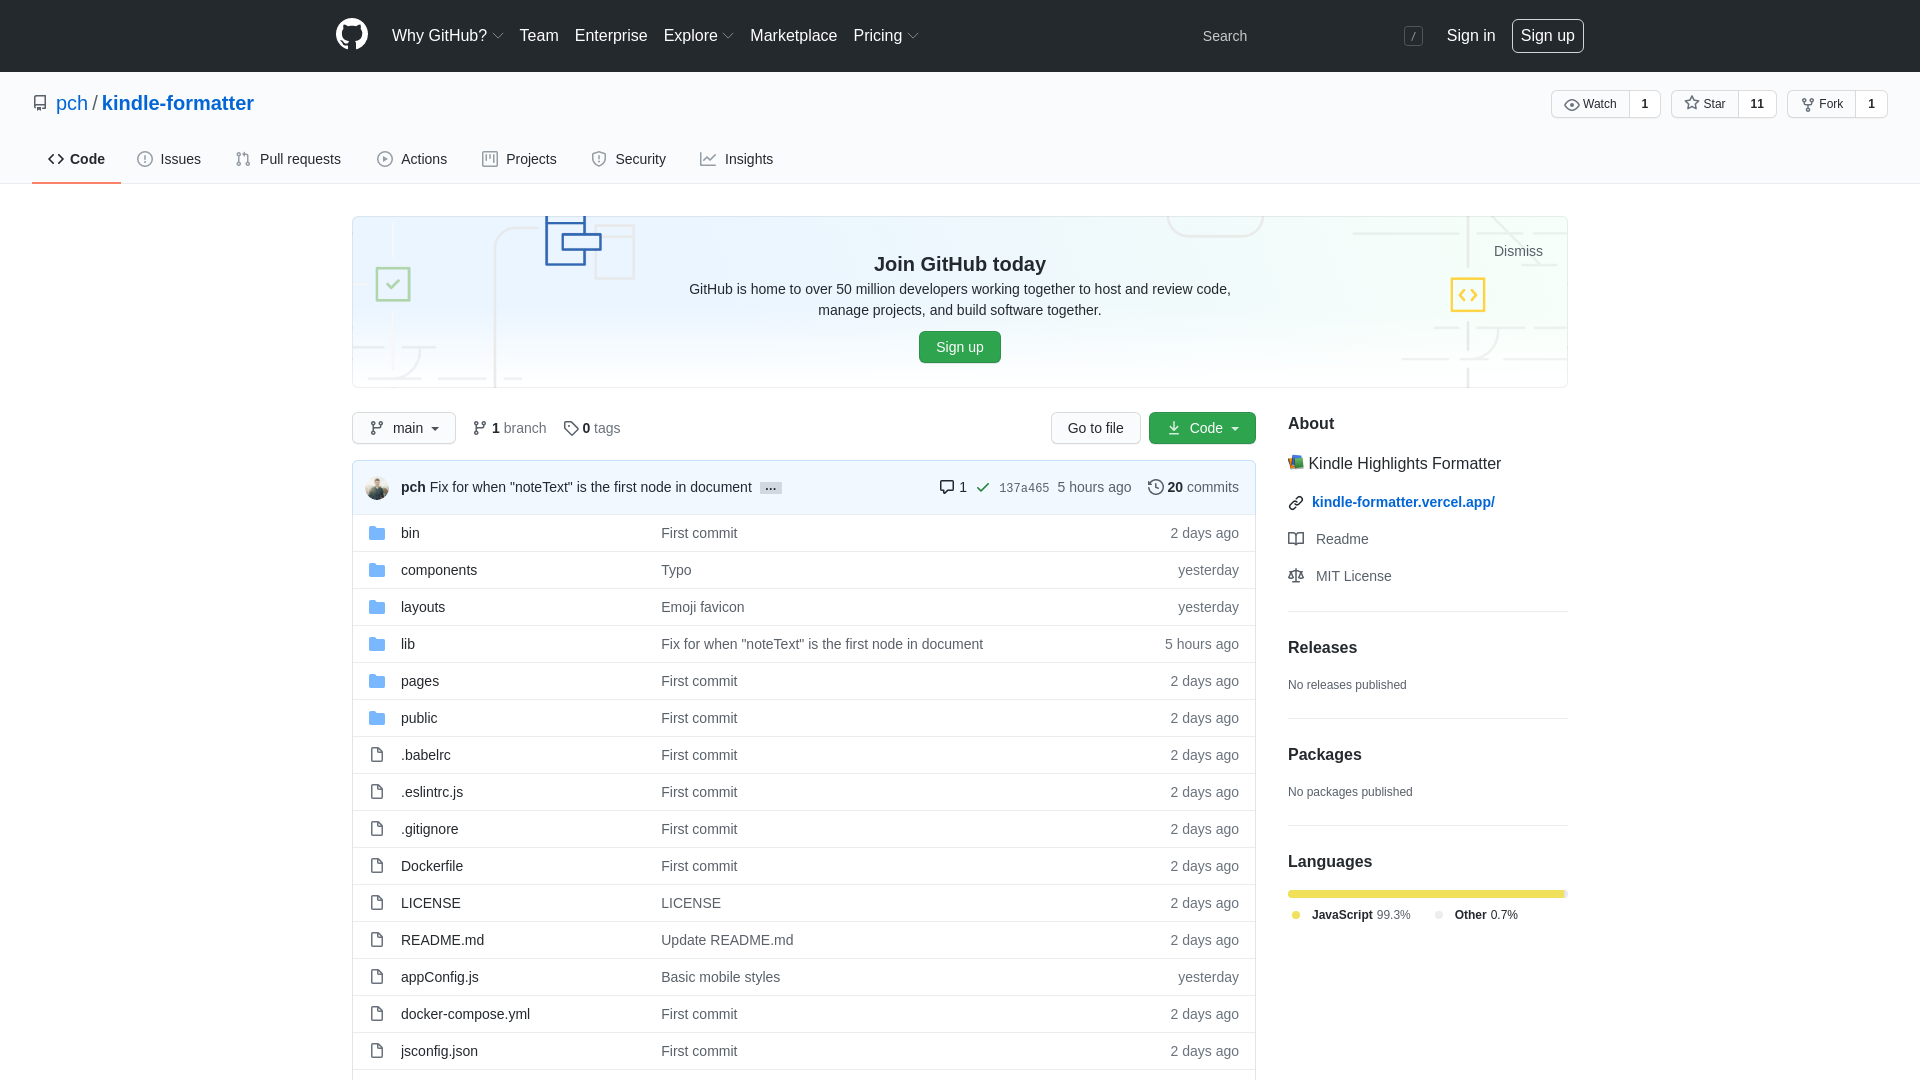 Why GitHub? Team Enterprise Explore Marketplace Pricing Search / Sign in Sign up
pch / kindle-formatter Watch 1 Star 11 Fork 1
Code Issues Pull requests Actions Projects Security Insights
Dismiss
Join GitHub today
GitHub is home to over 50 million developers working together to host and review code,
manage projects, and build software together.
Sign up
main 1 branch 0 tags Go to file Code
pch Fix for when "noteText" is the first node in document ... 1 137a465 5 hours ago 20 commits
bin First commit 2 days ago
components Typo yesterday
layouts Emoji favicon yesterday
lib Fix for when "noteText" is the first node in document 5 hours ago
pages First commit 2 days ago
public First commit 2 days ago
.babelrc First commit 2 days ago
.eslintrc.js First commit 2 days ago
.gitignore First commit 2 days ago
Dockerfile First commit 2 days ago
LICENSE LICENSE 2 days ago
README.md Update README.md 2 days ago
appConfig.js Basic mobile styles yesterday
docker-compose.yml First commit 2 days ago
jsconfig.json First commit 2 days ago
About
Kindle Highlights Formatter
kindle-formatter.vercel.app/
Readme
MIT License
Releases
No releases published
Packages
No packages published
Languages
JavaScript 99.3% Other 0.7%